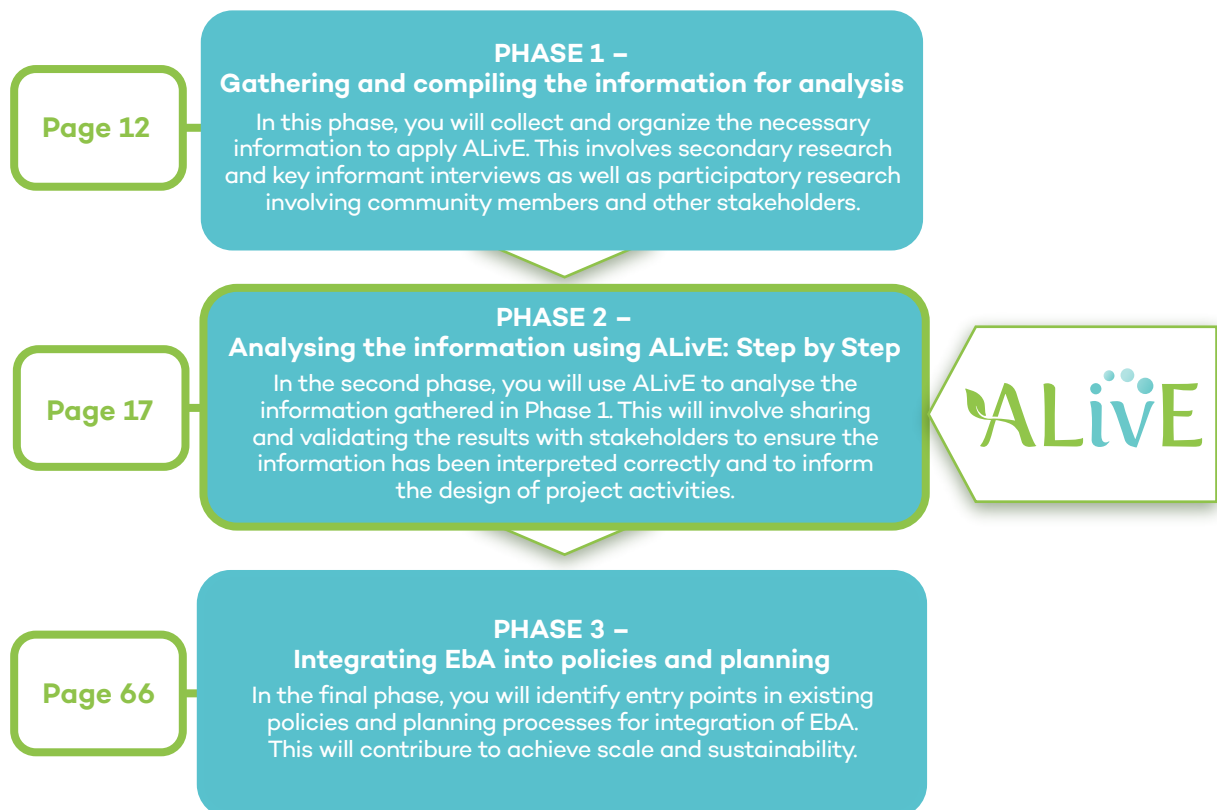 PHASE 1 –
Gathering and compiling the information for analysis
Page 12
In this phase, you will collect and organize the necessary
information to apply ALivE. This involves secondary research
and key informant interviews as well as participatory research
involving community members and other stakeholders.
PHASE 2 –
Analysing the information using ALivE: Step by Step
Page 17
In the second phase, you will use ALivE to analyse the
information gathered in Phase 1. This will involve sharing
and validating the results with stakeholders to ensure the
information has been interpreted correctly and to inform
the design of project activities.
ALivE
PHASE 3 –
Integrating EbA into policies and planning
Page 66
In the final phase, you will identify entry points in existing
policies and planning processes for integration of EbA.
This will contribute to achieve scale and sustainability.